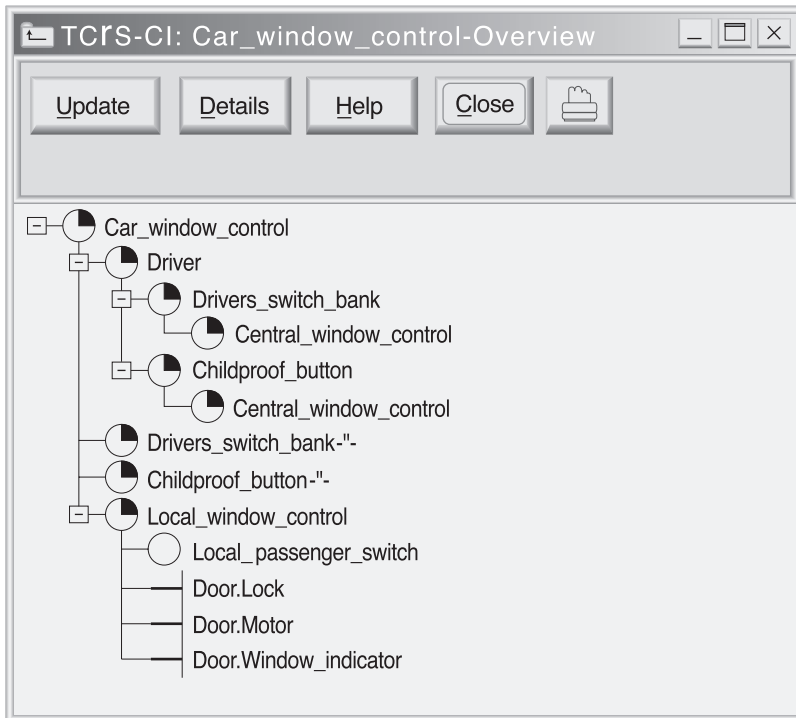 TCrS-CI: Car_window_control-Overview
Update Details Help Close
Car_window_control
Driver
Drivers_switch_bank
Central_window_control
Childproof_button
Central_window_control
Drivers_switch_bank-"-
Childproof_button-"-
Local_window_control
Local_passenger_switch
Door.Lock
Door.Motor
Door.Window_indicator